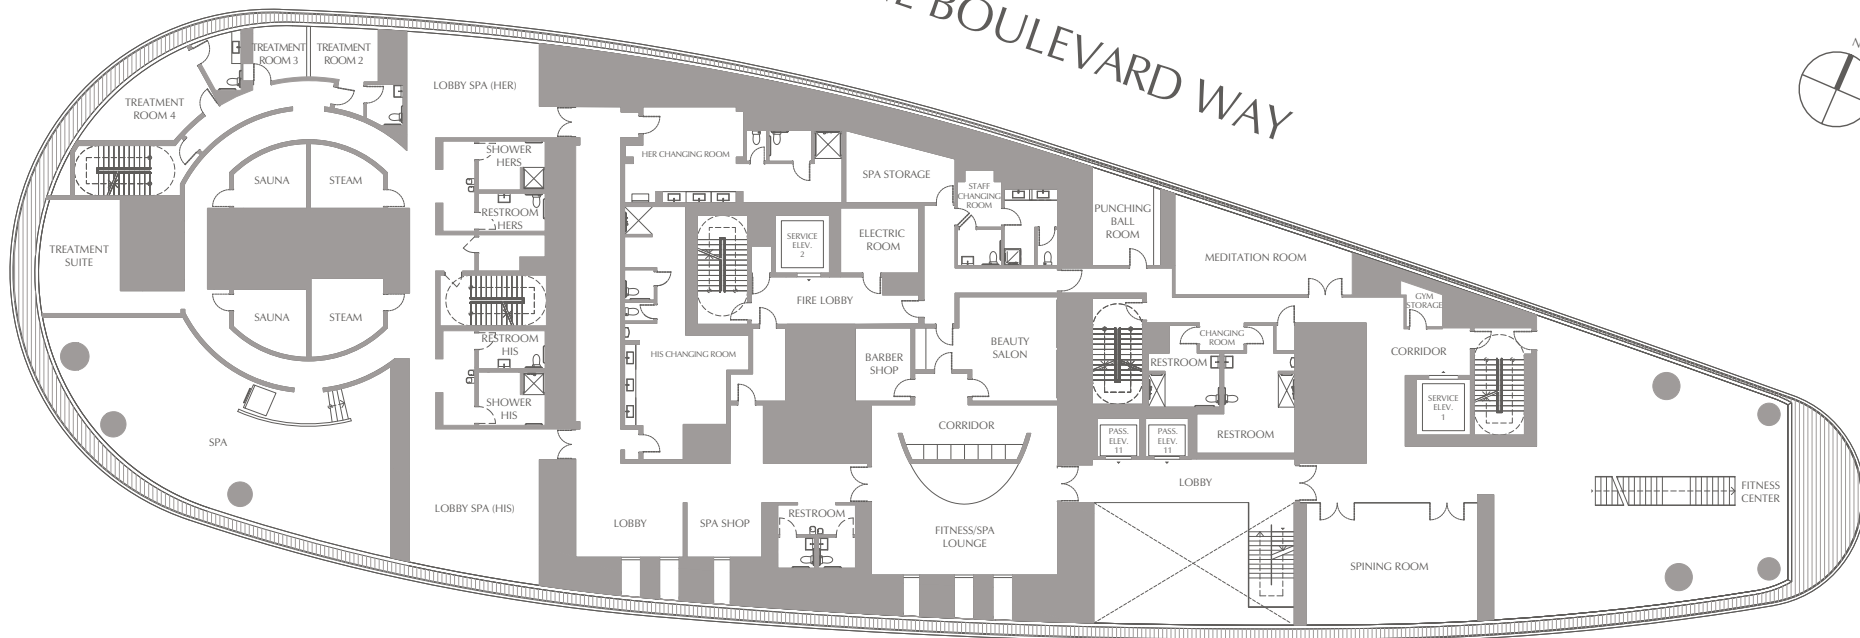 BOULEVARD WAY
N
TREATMENT
ROOM 3
TREATMENT
ROOM 2
TREATMENT
ROOM 4
LOBBY SPA (HER)
SHOWER
HERS
SAUNA
STEAM
RESTROOM
HERS
TREATMENT
SUITE
SAUNA
STEAM
RESTROOM
HIS
SHOWER
HIS
SPA
LOBBY SPA (HIS)
HER CHANGING ROOM
SPA STORAGE
STAFF
CHANGING
ROOM
SERVICE
ELEV.
2
ELECTRIC
ROOM
FIRE LOBBY
HIS CHANGING ROOM
BARBER
SHOP
BEAUTY
SALON
CORRIDOR
LOBBY
SPA SHOP
RESTROOM
FITNESS/SPA
LOUNGE
PUNCHING
BALL
ROOM
MEDITATION ROOM
GYM
STORAGE
CHANGING
ROOM
RESTROOM
CORRIDOR
SERVICE
ELEV.
1
PASS.
ELEV.
11
PASS.
ELEV.
11
RESTROOM
LOBBY
SPINING ROOM
FITNESS
CENTER